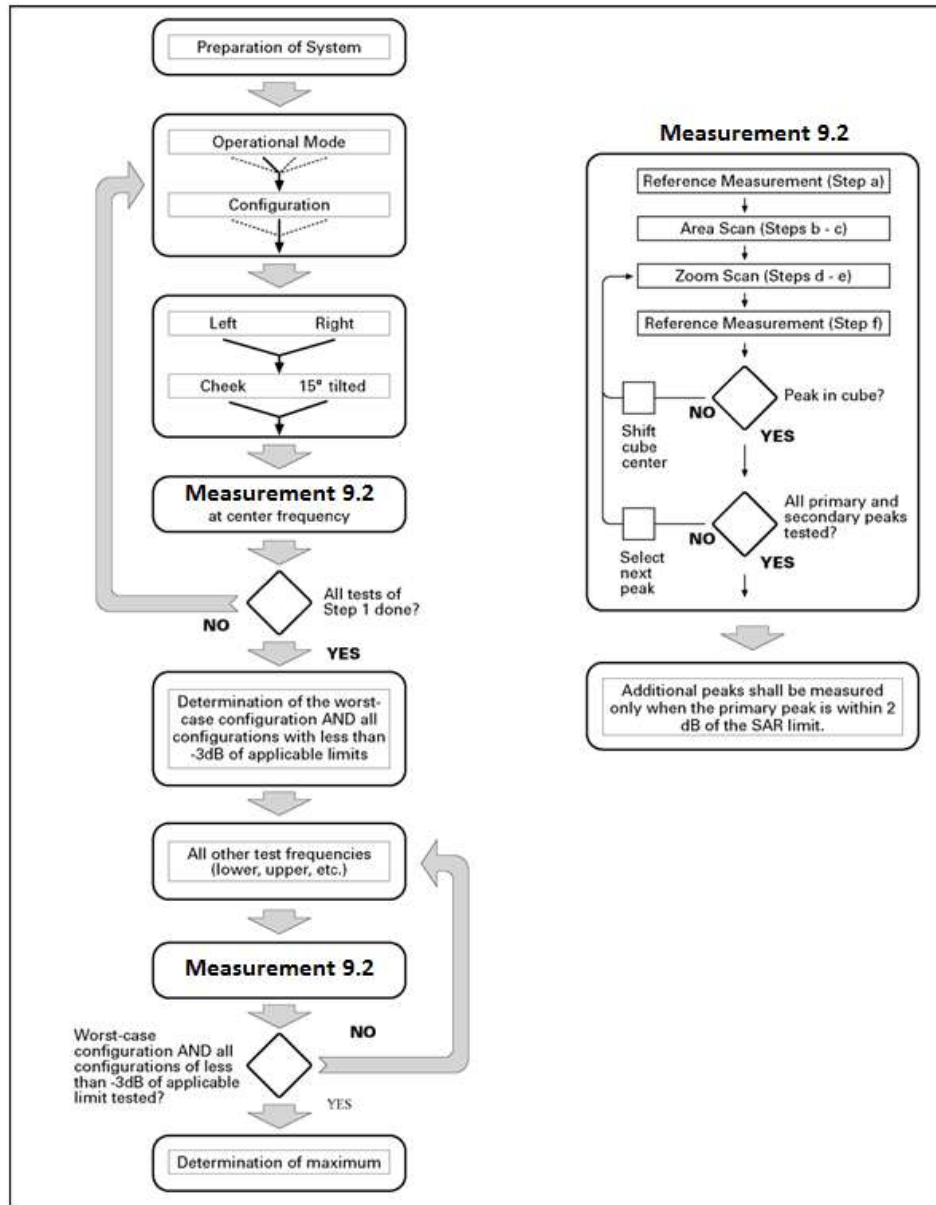 Preparation of System
Operational Mode
Configuration
Left Right
Cheek 15° tilted
Measurement 9.2
at center frequency
All tests of
Step 1 done?
NO
YES
Determination of the worst-
case configuration AND all
configurations with less than
-3dB of applicable limits
All other test frequencies
(lower, upper, etc.)
Measurement 9.2
NO
Worst-case
configuration AND all
configurations of less
than -3dB of applicable
limit tested?
YES
Determination of maximum
Measurement 9.2
Reference Measurement (Step a)
Area Scan (Steps b - c)
Zoom Scan (Steps d - e)
Reference Measurement (Step f)
Peak in cube?
NO
YES
Shift
cube
center
All primary and
secondary peaks
tested?
NO
YES
Select
next
peak
Additional peaks shall be measured
only when the primary peak is within 2
dB of the SAR limit.